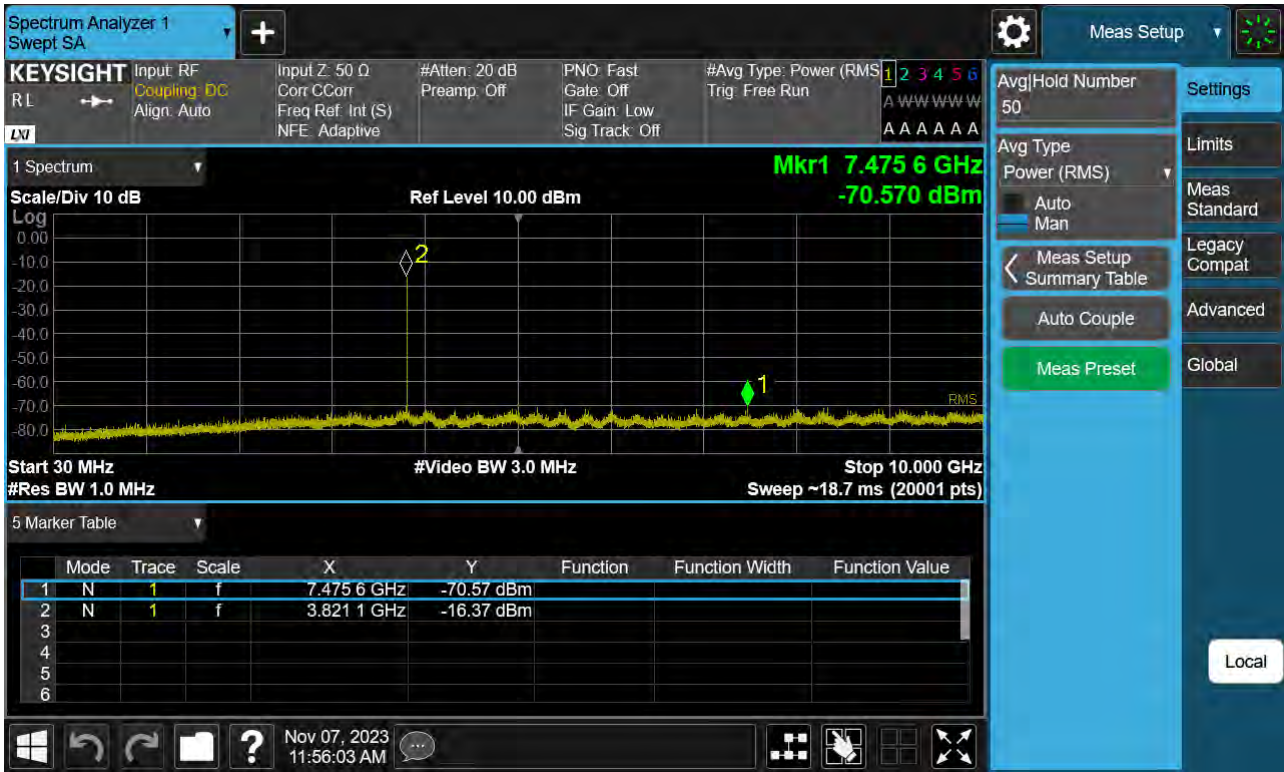 Spectrum Analyzer 1
Swept SA
+
Meas Setup
KEYSIGHT
RL
LXI
Input: RF
Coupling: DC
Align: Auto
Input Z: 50 Ω
Corr CCorr
Freq Ref: Int (S)
NFE: Adaptive
#Atten: 20 dB
Preamp: Off
PNO: Fast
Gate: Off
IF Gain: Low
Sig Track: Off
#Avg Type: Power (RMS
Trig: Free Run
1 2 3 4 5 6
A W W W W W
A A A A A A
1 Spectrum
Mkr1 7.475 6 GHz
Scale/Div 10 dB
Ref Level 10.00 dBm
-70.570 dBm
Log
0.00
-10.0
-20.0
-30.0
-40.0
-50.0
-60.0
-70.0
-80.0
2
1
RMS
Start 30 MHz
#Video BW 3.0 MHz
Stop 10.000 GHz
#Res BW 1.0 MHz
Sweep ~18.7 ms (20001 pts)
5 Marker Table
Mode Trace Scale X Y Function Function Width Function Value
1 N 1 f 7.475 6 GHz -70.57 dBm
2 N 1 f 3.821 1 GHz -16.37 dBm
3
4
5
6
Avg|Hold Number
50
Avg Type
Power (RMS)
Auto
Man
Meas Setup
Summary Table
Auto Couple
Meas Preset
Settings
Limits
Meas
Standard
Legacy
Compat
Advanced
Global
Local
?
Nov 07, 2023
11:56:03 AM